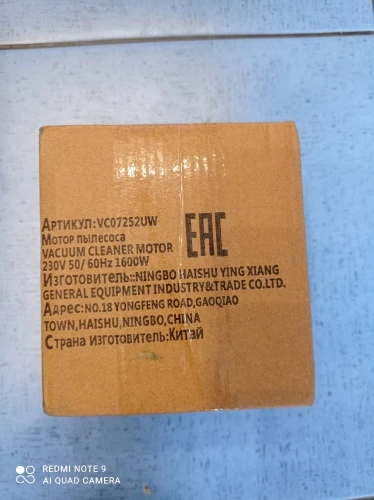 Артикул:VC07252UW
Мотор пылесоса
VACUUM CLEANER MOTOR
230V 50/ 60Hz 1600W
EAC
Изготовитель::NINGBO HAISHU YING XIANG
GENERAL EQUIPMENT INDUSTRY&TRADE CO.LTD.
Адрес:NO.18 YONGFENG ROAD,GAOQIAO
TOWN,HAISHU,NINGBO,CHINA
Страна изготовитель:Китай
REDMI NOTE 9
AI QUAD CAMERA